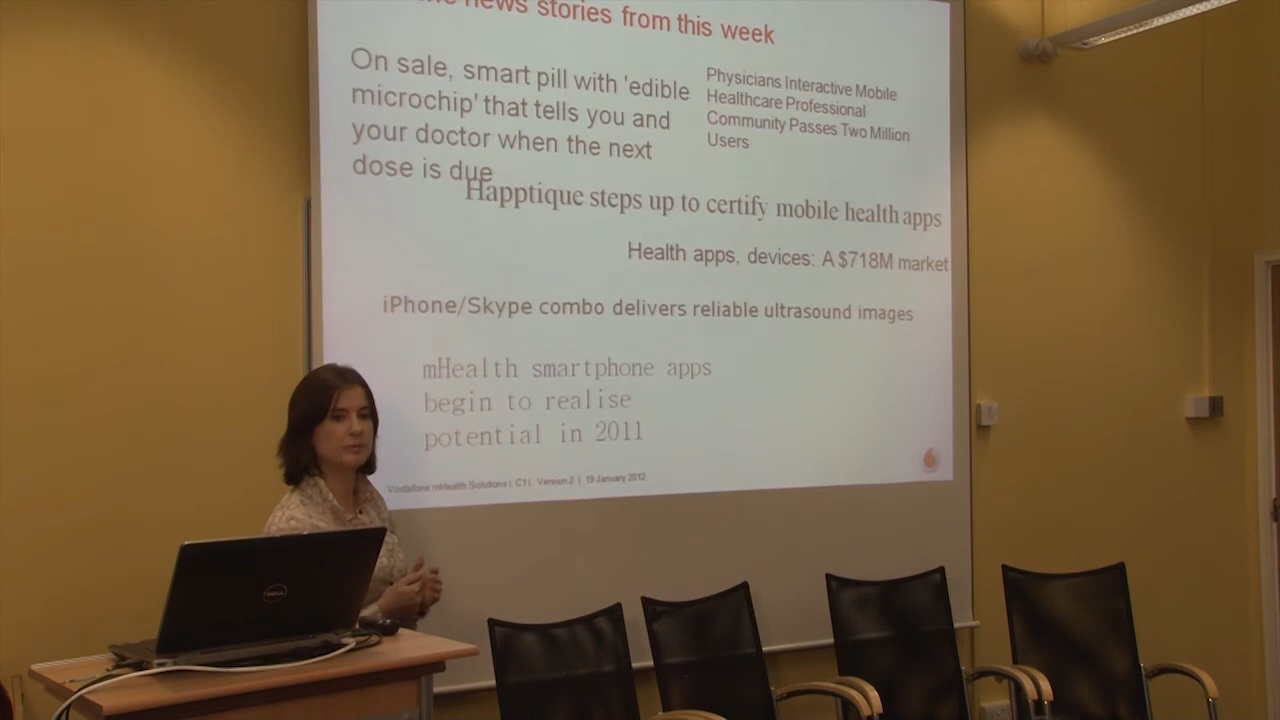 news stories from this week
On sale, smart pill with 'edible
microchip' that tells you and
your doctor when the next
dose is due
Physicians Interactive Mobile
Healthcare Professional
Community Passes Two Million
Users
Happtique steps up to certify mobile health apps
Health apps, devices: A $718M market
iPhone/Skype combo delivers reliable ultrasound images
mHealth smartphone apps
begin to realise
potential in 2011
Vodafone mHealth Solutions | C1 | Version 2 | 19 January 2012
DELL